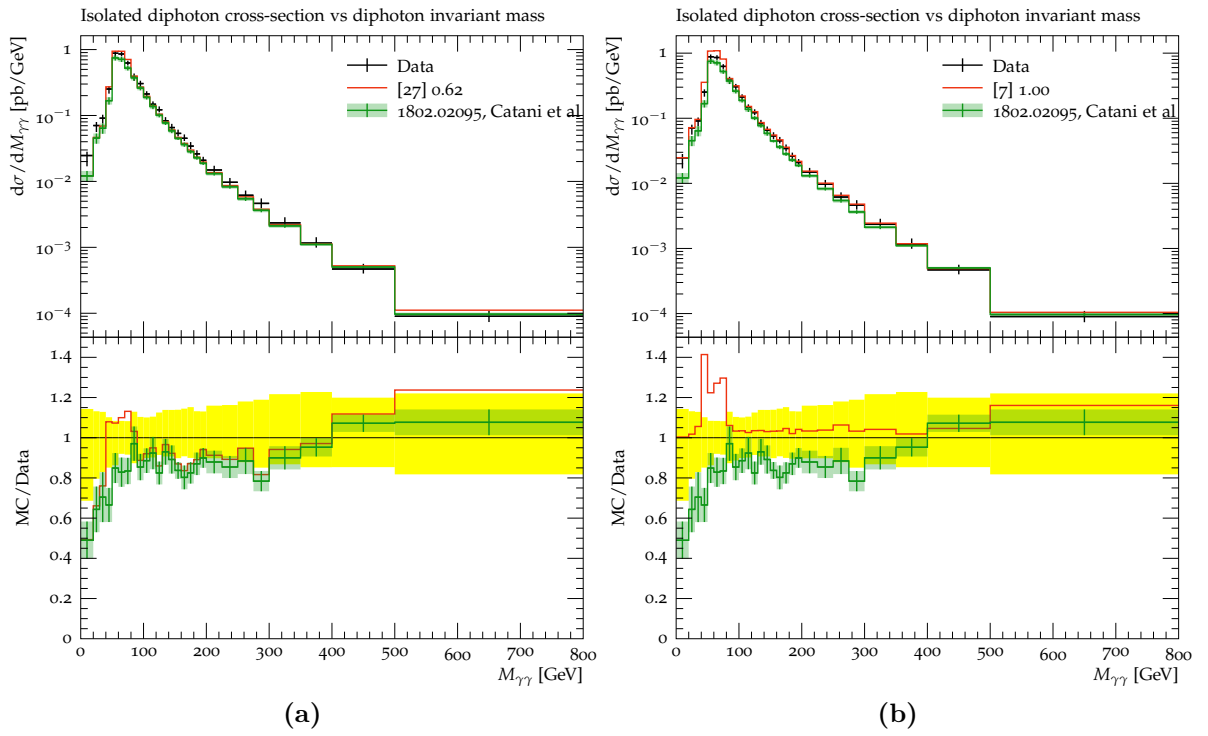 Isolated diphoton cross-section vs diphoton invariant mass
dσ/dMγγ [pb/GeV]
1
10⁻¹
10⁻²
10⁻³
10⁻⁴
Data
[27] 0.62
1802.02095, Catani et al
MC/Data
1.4
1.2
1
0.8
0.6
0.4
0.2
0
0 100 200 300 400 500 600 700 800
Mγγ [GeV]
(a)
Isolated diphoton cross-section vs diphoton invariant mass
dσ/dMγγ [pb/GeV]
1
10⁻¹
10⁻²
10⁻³
10⁻⁴
Data
[7] 1.00
1802.02095, Catani et al
MC/Data
1.4
1.2
1
0.8
0.6
0.4
0.2
0
0 100 200 300 400 500 600 700 800
Mγγ [GeV]
(b)